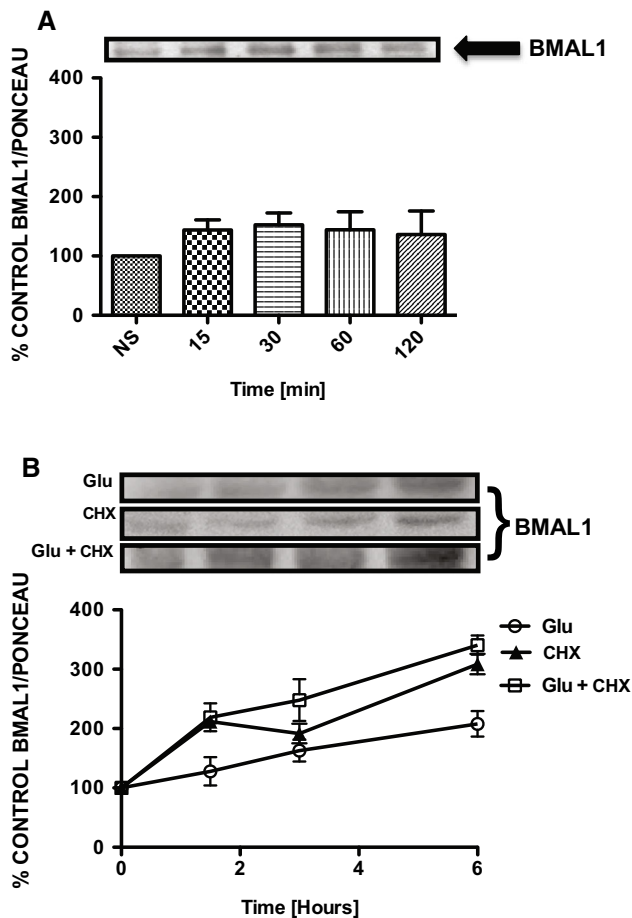 A
BMAL1
% CONTROL BMAL1/PONCEAU
400
300
200
100
0
NS 15 30 60 120
Time [min]
B
Glu
CHX
Glu + CHX
BMAL1
% CONTROL BMAL1/PONCEAU
400
300
200
100
0
0 2 4 6
Time [Hours]
Glu
CHX
Glu + CHX